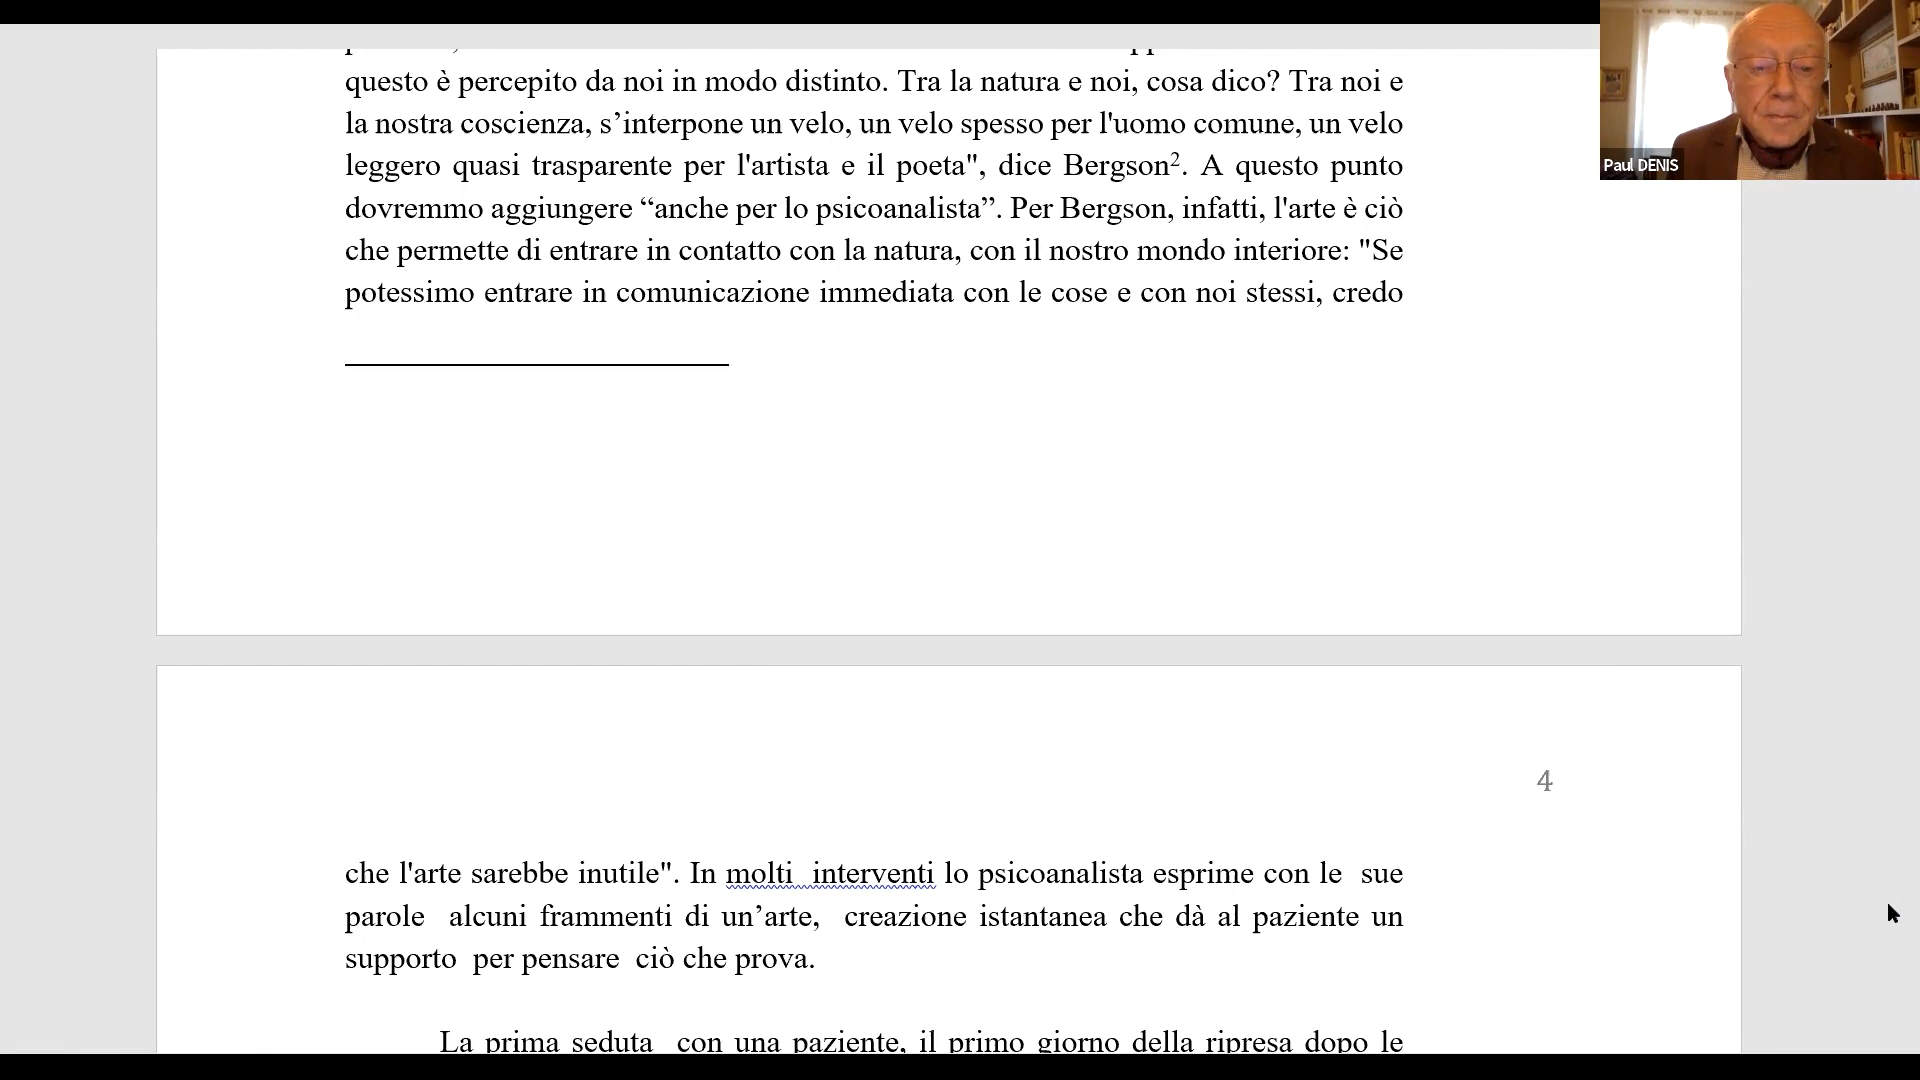 questo è percepito da noi in modo distinto. Tra la natura e noi, cosa dico? Tra noi e
la nostra coscienza, s’interpone un velo, un velo spesso per l'uomo comune, un velo
leggero quasi trasparente per l'artista e il poeta", dice Bergson². A questo punto
dovremmo aggiungere “anche per lo psicoanalista”. Per Bergson, infatti, l'arte è ciò
che permette di entrare in contatto con la natura, con il nostro mondo interiore: "Se
potessimo entrare in comunicazione immediata con le cose e con noi stessi, credo
Paul DENIS
4
che l'arte sarebbe inutile". In molti  interventi lo psicoanalista esprime con le  sue
parole  alcuni frammenti di un’arte,  creazione istantanea che dà al paziente un
supporto  per pensare  ciò che prova.
La prima seduta  con una paziente, il primo giorno della ripresa dopo le